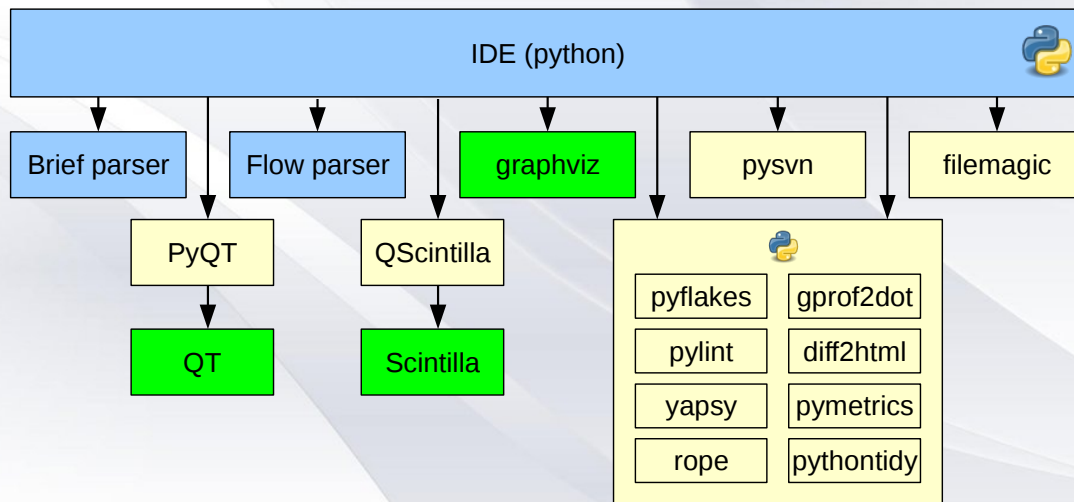 IDE (python)
Brief parser
Flow parser
graphviz
pysvn
filemagic
PyQT
QScintilla
QT
Scintilla
pyflakes
gprof2dot
pylint
diff2html
yapsy
pymetrics
rope
pythontidy